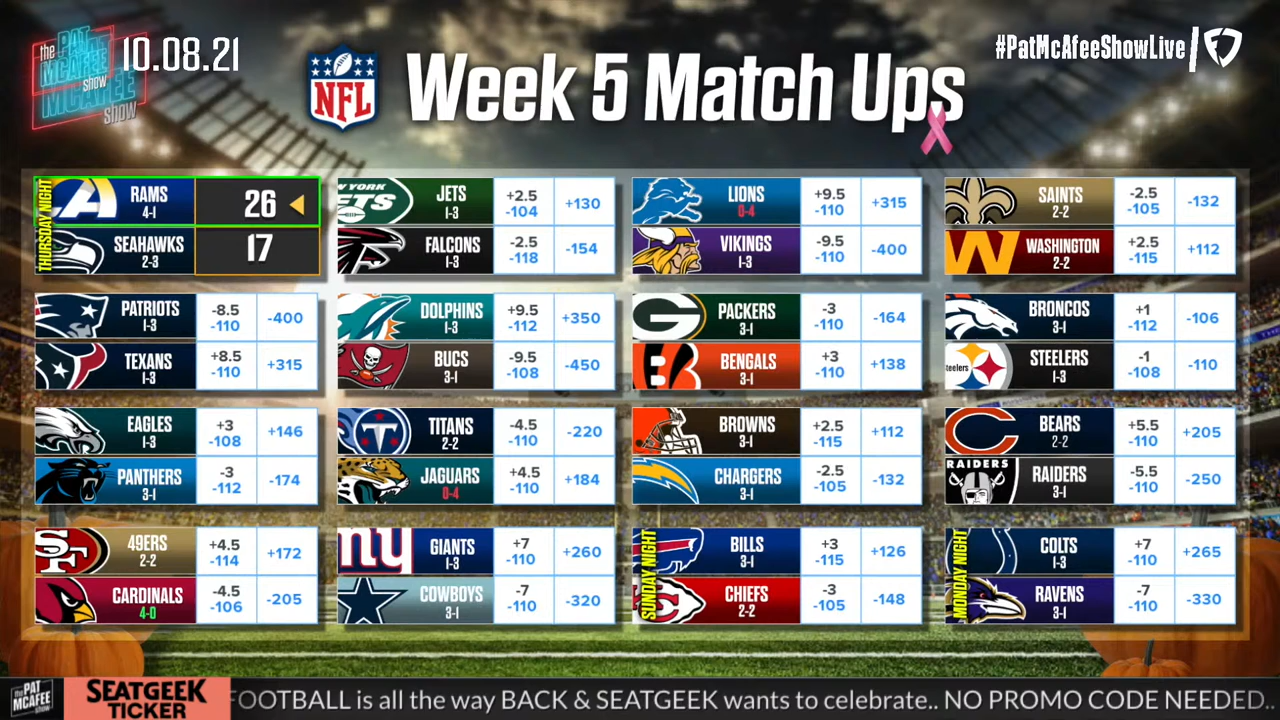 the PAT MCAFEE show
MCAFEE show
10.08.21
NFL
Week 5 Match Ups
#PatMcAfeeShowLive
THURSDAY NIGHT
RAMS 26
4-1
SEAHAWKS 17
2-3
NEW YORK
JETS
JETS +2.5 +130
1-3 -104
FALCONS -2.5 -154
1-3 -118
LIONS +9.5 +315
0-4 -110
VIKINGS -9.5 -400
1-3 -110
SAINTS -2.5 -132
2-2 -105
WASHINGTON +2.5 +112
2-2 -115
PATRIOTS -8.5 -400
1-3 -110
TEXANS +8.5 +315
1-3 -110
DOLPHINS +9.5 +350
1-3 -112
BUCS -9.5 -450
3-1 -108
PACKERS -3 -164
3-1 -110
BENGALS +3 +138
3-1 -110
BRONCOS +1 -106
3-1 -112
Steelers
STEELERS -1 -110
1-3 -108
EAGLES +3 +146
1-3 -108
PANTHERS -3 -174
3-1 -112
TITANS -4.5 -220
2-2 -110
JAGUARS +4.5 +184
0-4 -110
BROWNS +2.5 +112
3-1 -115
CHARGERS -2.5 -132
3-1 -105
BEARS +5.5 +205
2-2 -110
RAIDERS
RAIDERS -5.5 -250
3-1 -110
SF
49ERS +4.5 +172
2-2 -114
CARDINALS -4.5 -205
4-0 -106
ny
GIANTS +7 +260
1-3 -110
COWBOYS -7 -320
3-1 -110
SUNDAY NIGHT
BILLS +3 +126
3-1 -115
CHIEFS -3 -148
2-2 -105
MONDAY NIGHT
COLTS +7 +265
1-3 -110
RAVENS -7 -330
3-1 -110
the PAT MCAFEE show
SEATGEEK
TICKER
FOOTBALL is all the way BACK & SEATGEEK wants to celebrate.. NO PROMO CODE NEEDED..